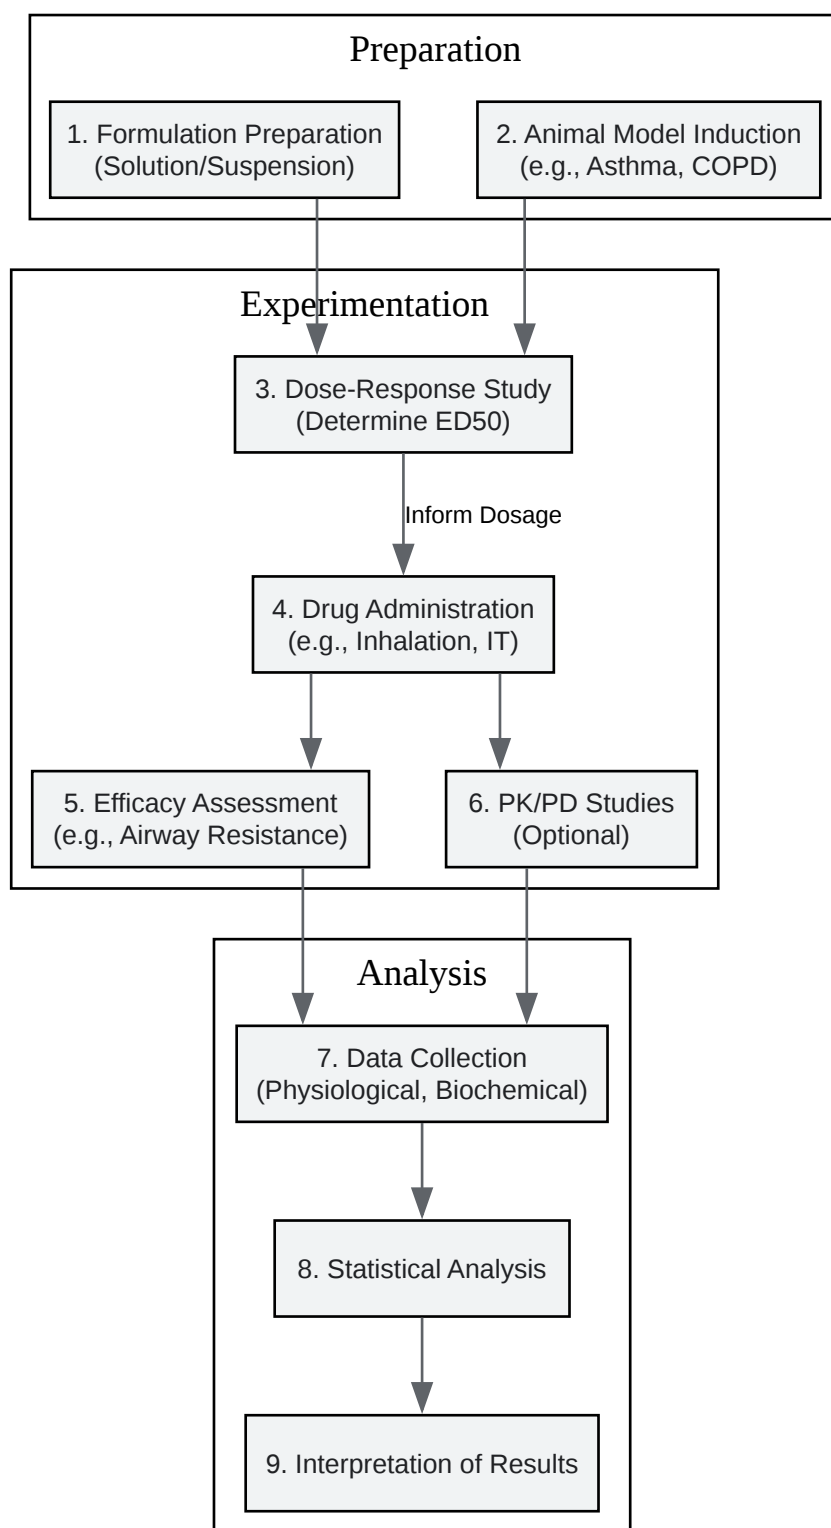 Preparation
1. Formulation Preparation
(Solution/Suspension)
2. Animal Model Induction
(e.g., Asthma, COPD)
Experimentation
3. Dose-Response Study
(Determine ED50)
Inform Dosage
4. Drug Administration
(e.g., Inhalation, IT)
5. Efficacy Assessment
(e.g., Airway Resistance)
6. PK/PD Studies
(Optional)
Analysis
7. Data Collection
(Physiological, Biochemical)
8. Statistical Analysis
9. Interpretation of Results